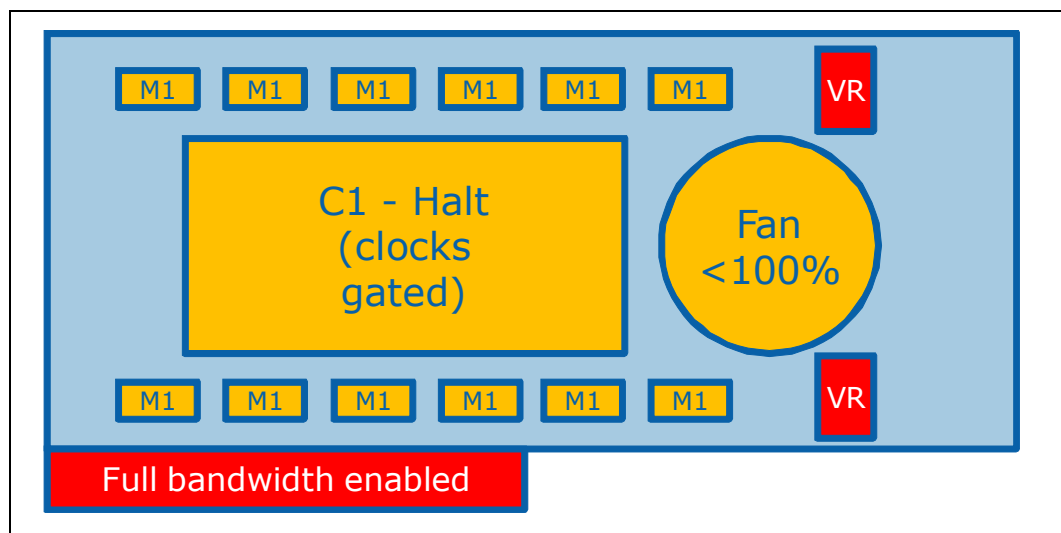 M1 M1 M1 M1 M1 M1 VR
C1 - Halt
(clocks
gated)
Fan
<100%
M1 M1 M1 M1 M1 M1 VR
Full bandwidth enabled